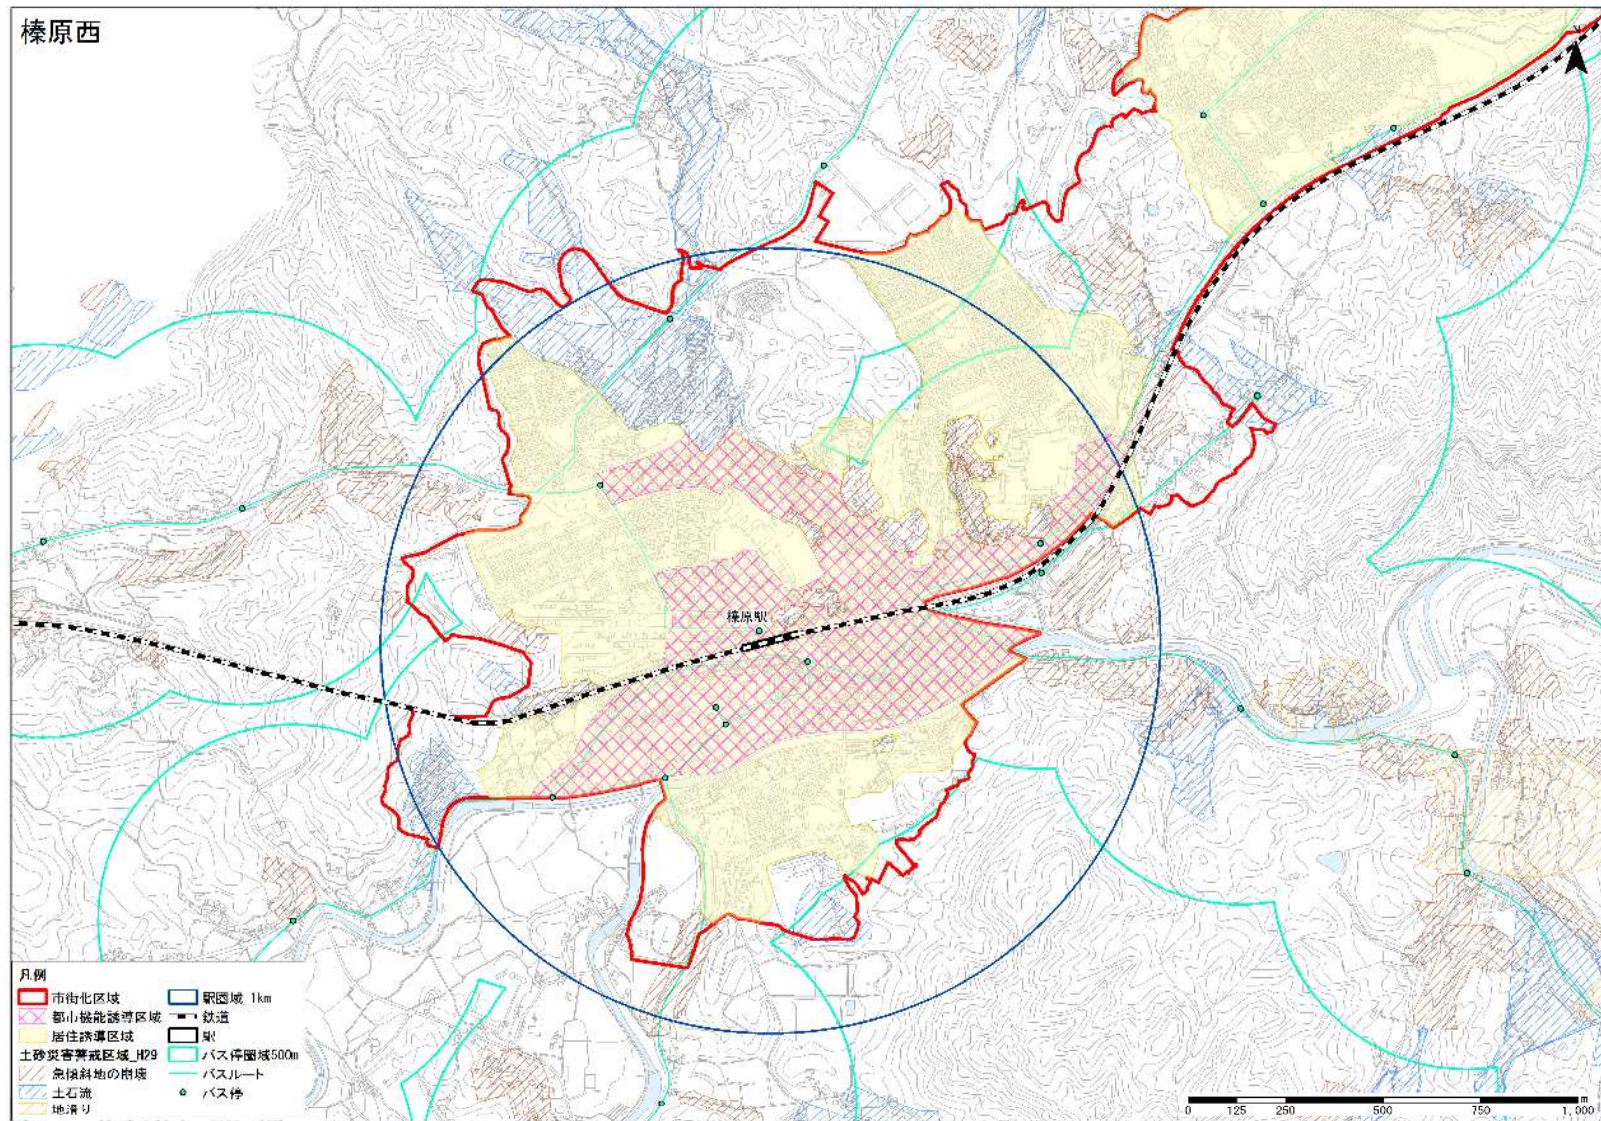 榛原西
榛原駅
凡例
市街化区域
駅圏域 1km
都市機能誘導区域
鉄道
居住誘導区域
駅
土砂災害警戒区域_H29
バス停圏域500m
急傾斜地の崩壊
バスルート
土石流
バス停
地滑り
0 125 250 500 750 1,000 m